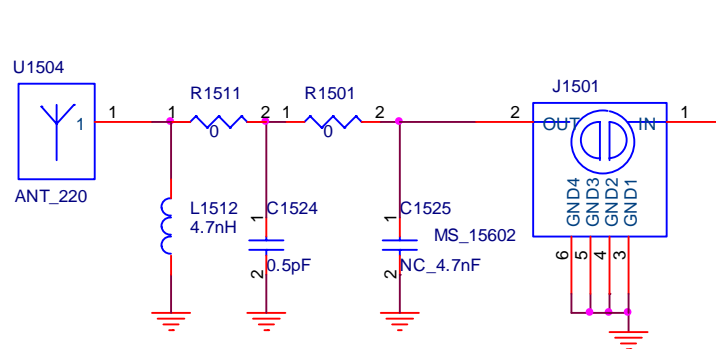 U1504
1
1
ANT_220
1
R1511
0
2
1
R1501
0
2
L1512
4.7nH
1
C1524
0.5pF
2
1
C1525
MS_15602
NC_4.7nF
2
J1501
2
OUT
IN
1
GND4
GND3
GND2
GND1
6
5
4
3